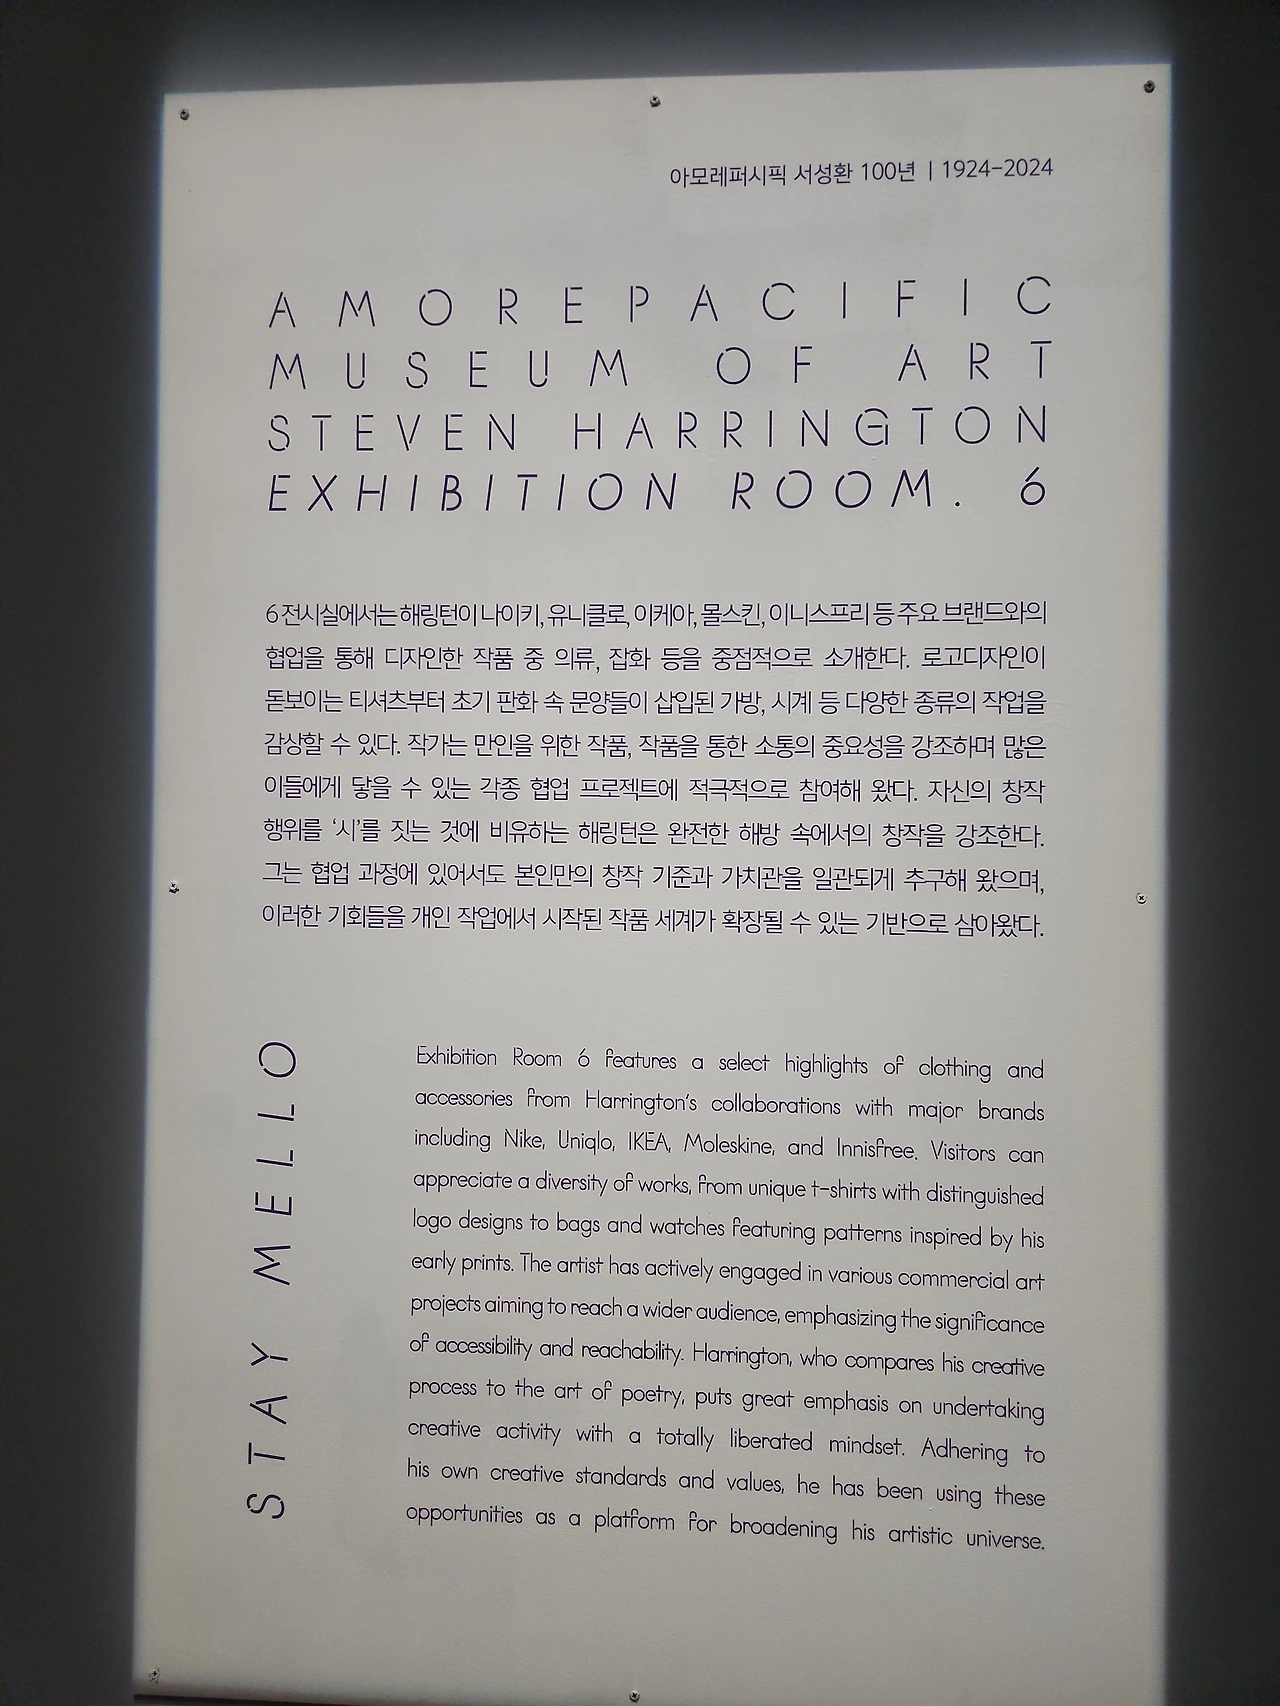 아모레퍼시픽 서성환 100년 | 1924-2024
AMOREPACIFIC
MUSEUM OF ART
STEVEN HARRINGTON
EXHIBITION ROOM. 6
6 전시실에서는 해링턴이 나이키, 유니클로, 이케아, 몰스킨, 이니스프리 등 주요 브랜드와의
협업을 통해 디자인한 작품 중 의류, 잡화 등을 중점적으로 소개한다. 로고디자인이
돋보이는 티셔츠부터 초기 판화 속 문양들이 삽입된 가방, 시계 등 다양한 종류의 작업을
감상할 수 있다. 작가는 만인을 위한 작품, 작품을 통한 소통의 중요성을 강조하며 많은
이들에게 닿을 수 있는 각종 협업 프로젝트에 적극적으로 참여해 왔다. 자신의 창작
행위를 ‘시’를 짓는 것에 비유하는 해링턴은 완전한 해방 속에서의 창작을 강조한다.
그는 협업 과정에 있어서도 본인만의 창작 기준과 가치관을 일관되게 추구해 왔으며,
이러한 기회들을 개인 작업에서 시작된 작품 세계가 확장될 수 있는 기반으로 삼아왔다.
STAY MELLO
Exhibition Room 6 features a select highlights of clothing and
accessories from Harrington's collaborations with major brands
including Nike, Uniqlo, IKEA, Moleskine, and Innisfree. Visitors can
appreciate a diversity of works, from unique t-shirts with distinguished
logo designs to bags and watches featuring patterns inspired by his
early prints. The artist has actively engaged in various commercial art
projects aiming to reach a wider audience, emphasizing the significance
of accessibility and reachability. Harrington, who compares his creative
process to the art of poetry, puts great emphasis on undertaking
creative activity with a totally liberated mindset. Adhering to
his own creative standards and values, he has been using these
opportunities as a platform for broadening his artistic universe.